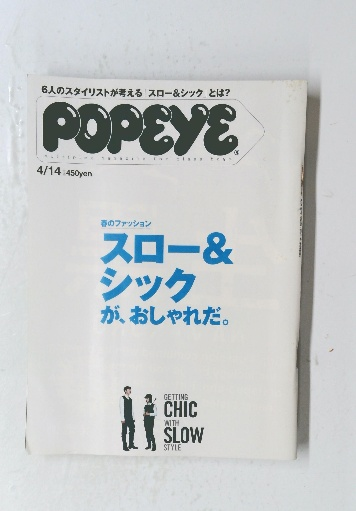 6人のスタイリストが考える「スロー&シック」とは?
POPEYE
4/14 450yen
春のファッション
スロー&
シック
が、おしゃれだ。
GETTING
CHIC
WITH
SLOW
STYLE